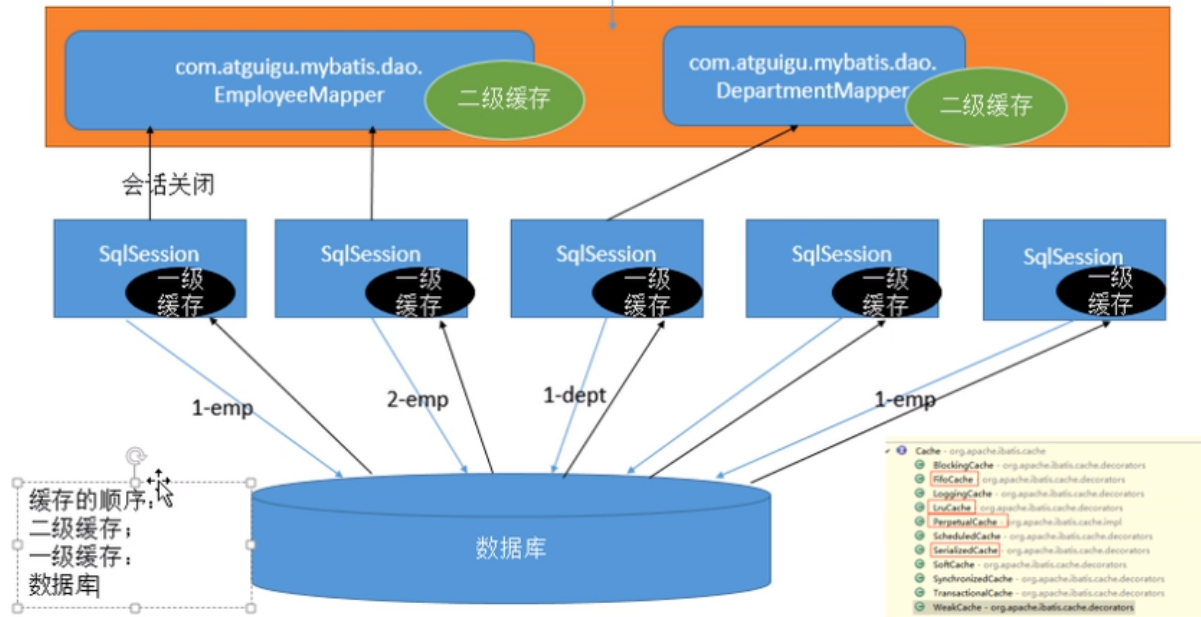 com.atguigu.mybatis.dao.
EmployeeMapper
二级缓存
com.atguigu.mybatis.dao.
DepartmentMapper
二级缓存
会话关闭
SqlSession
一级
缓存
SqlSession
一级
缓存
SqlSession
一级
缓存
SqlSession
一级
缓存
SqlSession
一级
缓存
1-emp
2-emp
1-dept
1-emp
缓存的顺序：
二级缓存；
一级缓存：
数据库
数据库
Cache - org.apache.ibatis.cache
BlockingCache - org.apache.ibatis.cache.decorators
FifoCache - org.apache.ibatis.cache.decorators
LoggingCache - org.apache.ibatis.cache.decorators
LruCache - org.apache.ibatis.cache.decorators
PerpetualCache - org.apache.ibatis.cache.impl
ScheduledCache - org.apache.ibatis.cache.decorators
SerializedCache - org.apache.ibatis.cache.decorators
SoftCache - org.apache.ibatis.cache.decorators
SynchronizedCache - org.apache.ibatis.cache.decorators
TransactionalCache - org.apache.ibatis.cache.decorators
WeakCache - org.apache.ibatis.cache.decorators